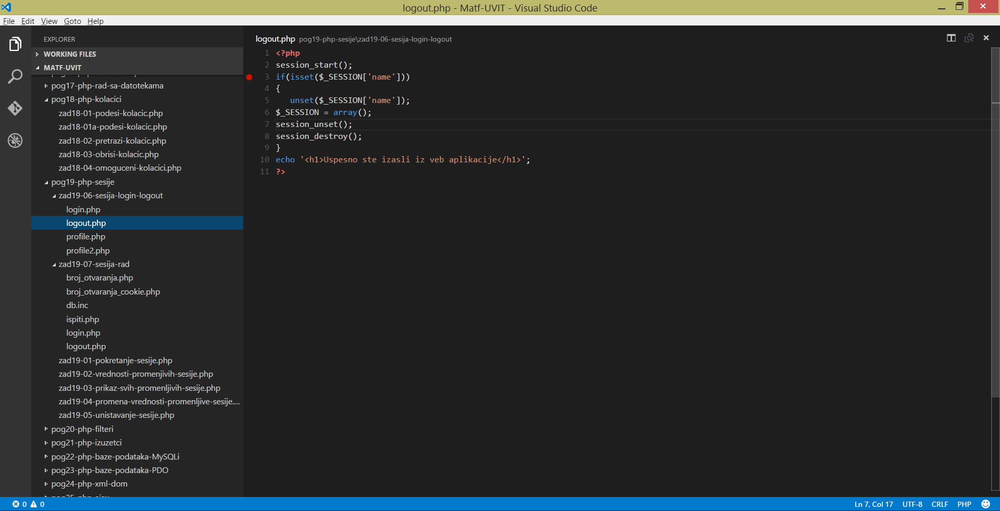 logout.php - Matf-UVIT - Visual Studio Code
File Edit View Goto Help
EXPLORER
WORKING FILES
MATF-UVIT
pog17-php-rad-sa-datotekama
pog18-php-kolacici
zad18-01-podesi-kolacic.php
zad18-01a-podesi-kolacic.php
zad18-02-pretrazi-kolacic.php
zad18-03-obrisi-kolacic.php
zad18-04-omoguceni-kolacici.php
pog19-php-sesije
zad19-06-sesija-login-logout
login.php
logout.php
profile.php
profile2.php
zad19-07-sesija-rad
broj_otvaranja.php
broj_otvaranja_cookie.php
db.inc
ispiti.php
login.php
logout.php
zad19-01-pokretanje-sesije.php
zad19-02-vrednosti-promenjivih-sesije.php
zad19-03-prikaz-svih-promenljivih-sesije.php
zad19-04-promena-vrednosti-promenljive-sesije....
zad19-05-unistavanje-sesije.php
pog20-php-filteri
pog21-php-izuzetci
pog22-php-baze-podataka-MySQLi
pog23-php-baze-podataka-PDO
pog24-php-xml-dom
logout.php pog19-php-sesije\zad19-06-sesija-login-logout
1 <?php
2 session_start();
3 if(isset($_SESSION['name']))
4 {
5    unset($_SESSION['name']);
6 $_SESSION = array();
7 session_unset();
8 session_destroy();
9 }
10 echo '<h1>Uspesno ste izasli iz veb aplikacije</h1>';
11 ?>
0 0
Ln 7, Col 17 UTF-8 CRLF PHP